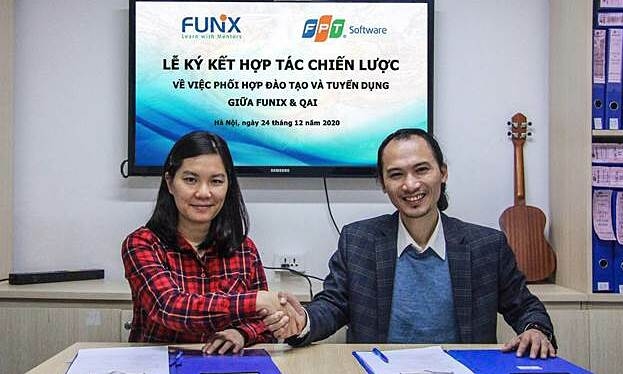 FUNiX
Learn with Mentors
FPT Software
LỄ KÝ KẾT HỢP TÁC CHIẾN LƯỢC
VỀ VIỆC PHỐI HỢP ĐÀO TẠO VÀ TUYỂN DỤNG
GIỮA FUNIX & QAI
Hà Nội, ngày 24 tháng 12 năm 2020
SAMSUNG